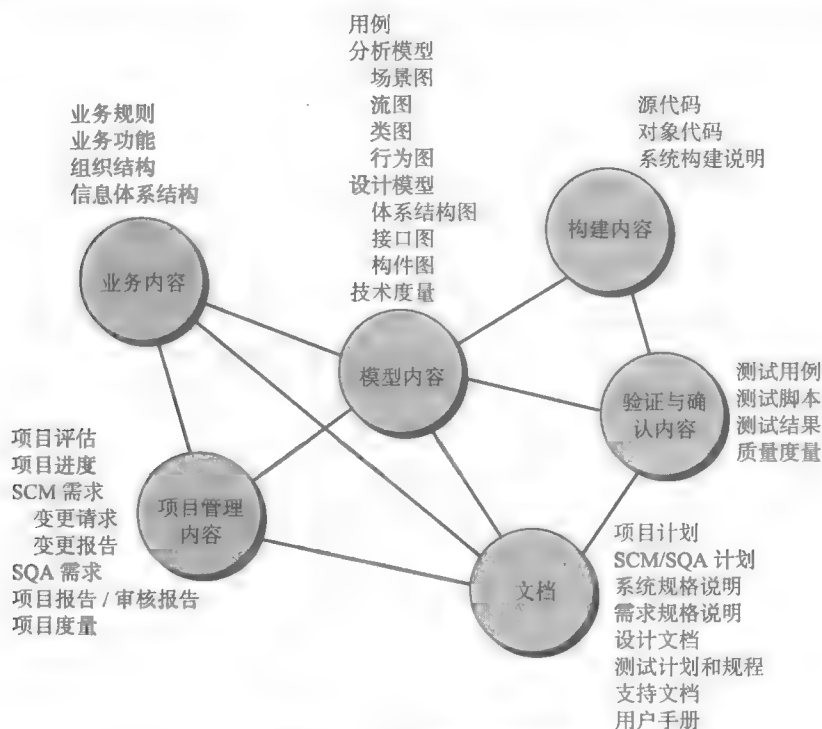 用例
分析模型
场景图
流图
类图
行为图
设计模型
体系结构图
接口图
构件图
技术度量
业务规则
业务功能
组织结构
信息体系结构
源代码
对象代码
系统构建说明
业务内容
构建内容
模型内容
验证与确
认内容
测试用例
测试脚本
测试结果
质量度量
项目评估
项目进度
SCM 需求
变更请求
变更报告
SQA 需求
项目报告 / 审核报告
项目度量
项目管理
内容
文档
项目计划
SCM/SQA 计划
系统规格说明
需求规格说明
设计文档
测试计划和规程
支持文档
用户手册